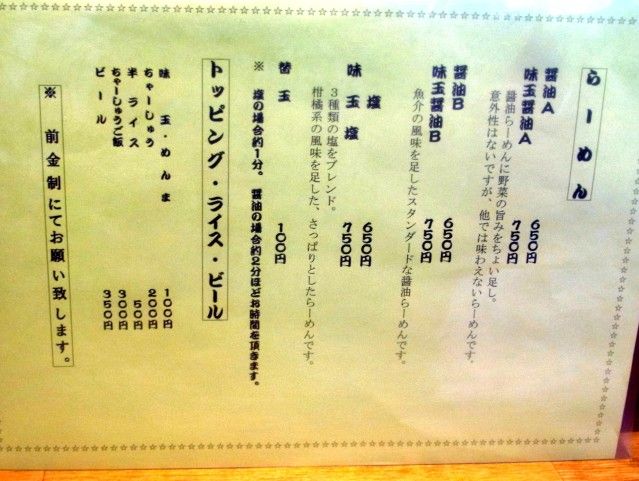 らーめん
醤油A 650円
味玉醤油A 750円
醤油らーめんに野菜の旨みをちょい足し。
意外性はないですが、他では味わえないらーめんです。
醤油B 650円
味玉醤油B 750円
魚介の風味を足したスタンダードな醤油らーめんです。
塩 650円
味玉塩 750円
3種類の塩をブレンド。
柑橘系の風味を足した、さっぱりとしたらーめんです。
替玉 100円
※ 塩の場合約1分。 醤油の場合約2分ほどお時間を頂きます。
トッピング・ライス・ビール
味玉・めんま 100円
ちゃーしゅう 200円
半ライス 50円
ちゃーしゅうご飯 300円
ビール 350円
※ 前金制にてお願い致します。